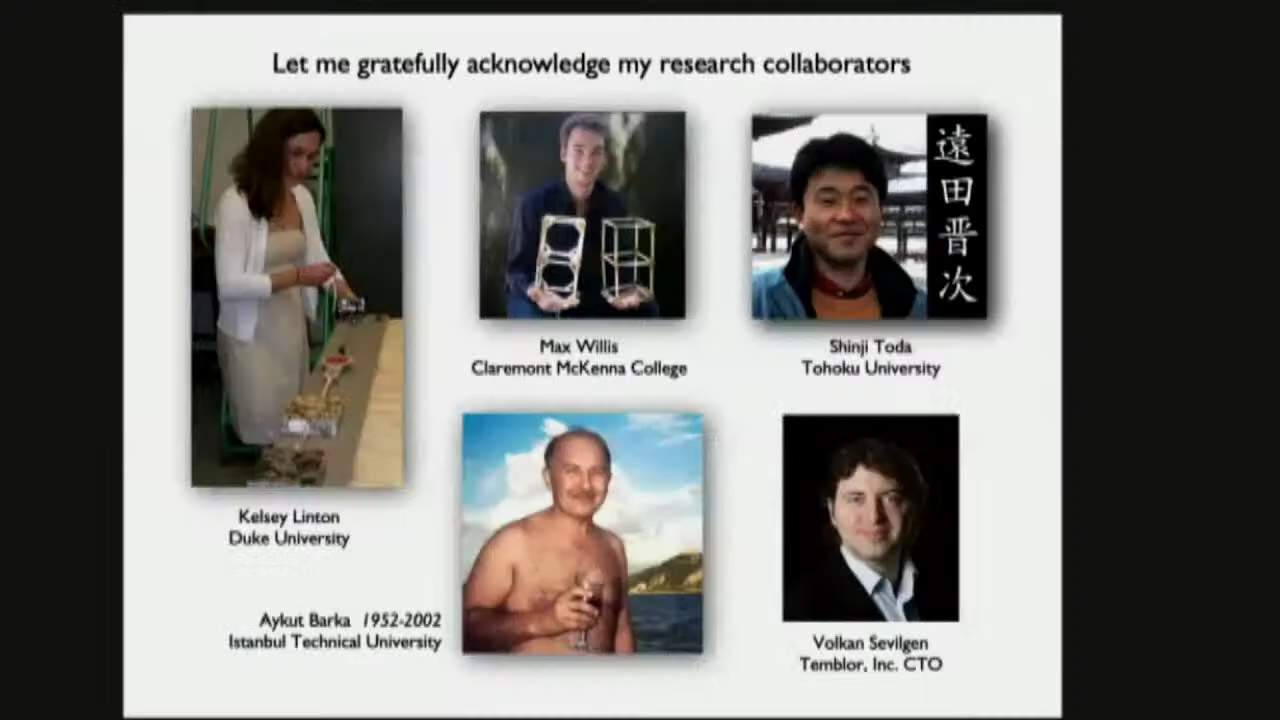 Let me gratefully acknowledge my research collaborators
遠
田
晋
次
Max Willis
Claremont McKenna College
Shinji Toda
Tohoku University
Kelsey Linton
Duke University
Aykut Barka 1952-2002
Istanbul Technical University
Volkan Sevilgen
Temblor, Inc. CTO